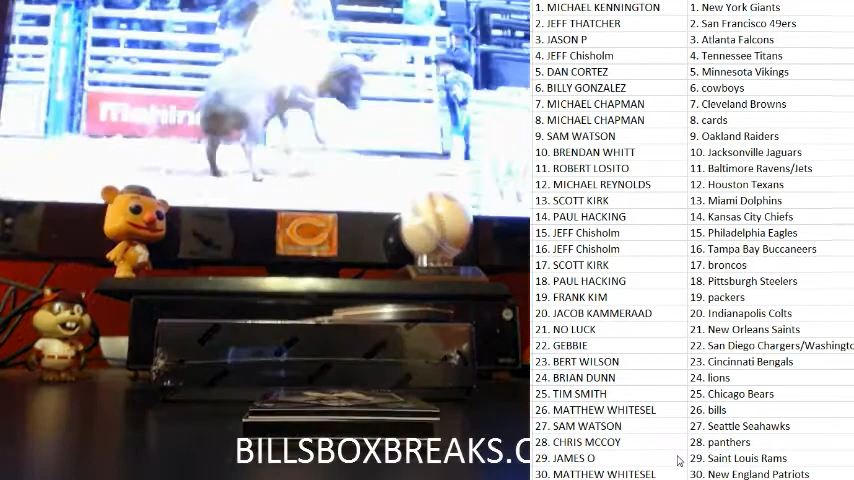 1. MICHAEL KENNINGTON 1. New York Giants
2. JEFF THATCHER 2. San Francisco 49ers
3. JASON P 3. Atlanta Falcons
4. JEFF Chisholm 4. Tennessee Titans
5. DAN CORTEZ 5. Minnesota Vikings
6. BILLY GONZALEZ 6. cowboys
7. MICHAEL CHAPMAN 7. Cleveland Browns
8. MICHAEL CHAPMAN 8. cards
9. SAM WATSON 9. Oakland Raiders
10. BRENDAN WHITT 10. Jacksonville Jaguars
11. ROBERT LOSITO 11. Baltimore Ravens/Jets
12. MICHAEL REYNOLDS 12. Houston Texans
13. SCOTT KIRK 13. Miami Dolphins
14. PAUL HACKING 14. Kansas City Chiefs
15. JEFF Chisholm 15. Philadelphia Eagles
16. JEFF Chisholm 16. Tampa Bay Buccaneers
17. SCOTT KIRK 17. broncos
18. PAUL HACKING 18. Pittsburgh Steelers
19. FRANK KIM 19. packers
20. JACOB KAMMERAAD 20. Indianapolis Colts
21. NO LUCK 21. New Orleans Saints
22. GEBBIE 22. San Diego Chargers/Washingto
23. BERT WILSON 23. Cincinnati Bengals
24. BRIAN DUNN 24. lions
25. TIM SMITH 25. Chicago Bears
26. MATTHEW WHITESEL 26. bills
27. SAM WATSON 27. Seattle Seahawks
28. CHRIS MCCOY 28. panthers
29. JAMES O 29. Saint Louis Rams
30. MATTHEW WHITESEL 30. New England Patriots
BILLSBOXBREAKS.C